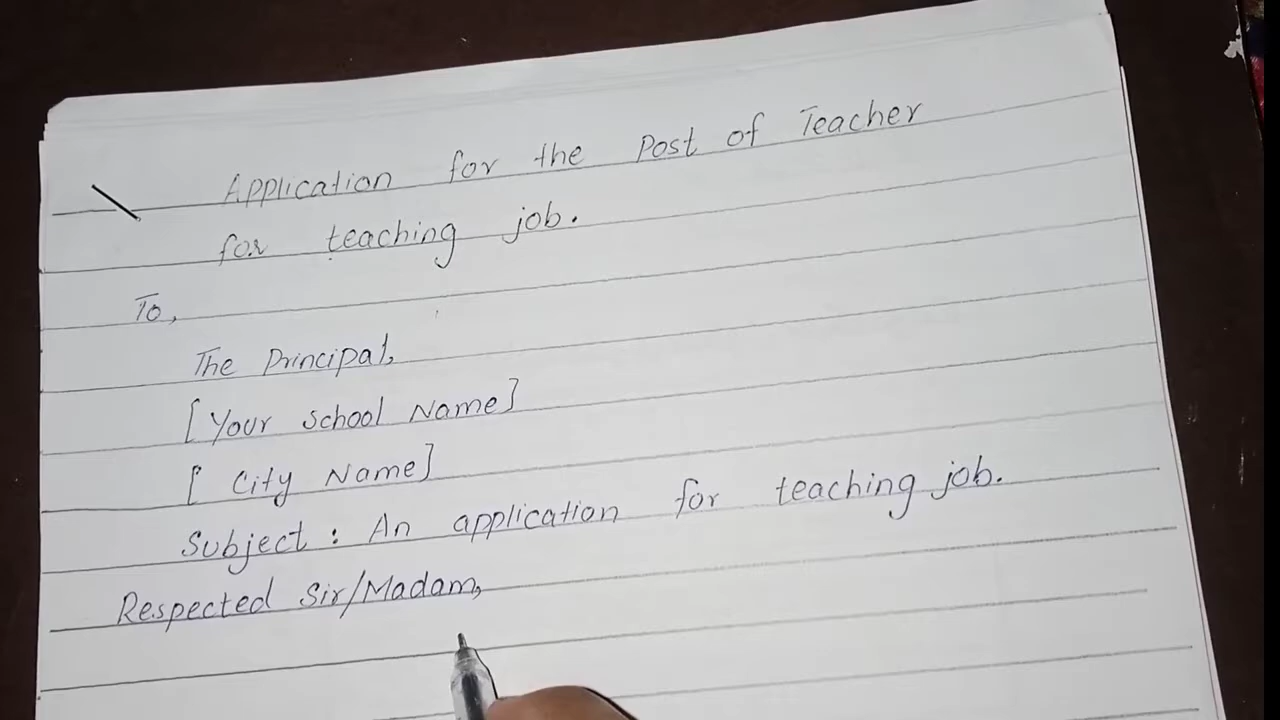 Application for the Post of Teacher
for teaching job.
To,
The Principal,
[Your School Name]
[City Name]
Subject: An application for teaching job.
Respected Sir/Madam,